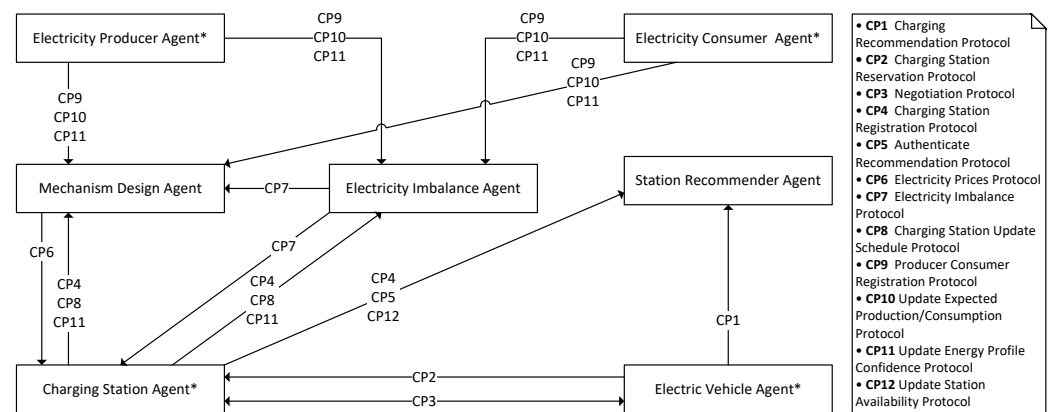 Electricity Producer Agent*
CP9
CP10
CP11
CP9
CP10
CP11
Electricity Consumer Agent*
CP9
CP10
CP11
CP9
CP10
CP11
Mechanism Design Agent
CP7
Electricity Imbalance Agent
Station Recommender Agent
CP6
CP4
CP8
CP11
CP7
CP4
CP8
CP11
CP4
CP5
CP12
CP1
Charging Station Agent*
CP2
CP3
Electric Vehicle Agent*
• CP1 Charging
Recommendation Protocol
• CP2 Charging Station
Reservation Protocol
• CP3 Negotiation Protocol
• CP4 Charging Station
Registration Protocol
• CP5 Authenticate
Recommendation Protocol
• CP6 Electricity Prices Protocol
• CP7 Electricity Imbalance
Protocol
• CP8 Charging Station Update
Schedule Protocol
• CP9 Producer Consumer
Registration Protocol
• CP10 Update Expected
Production/Consumption
Protocol
• CP11 Update Energy Profile
Confidence Protocol
• CP12 Update Station
Availability Protocol